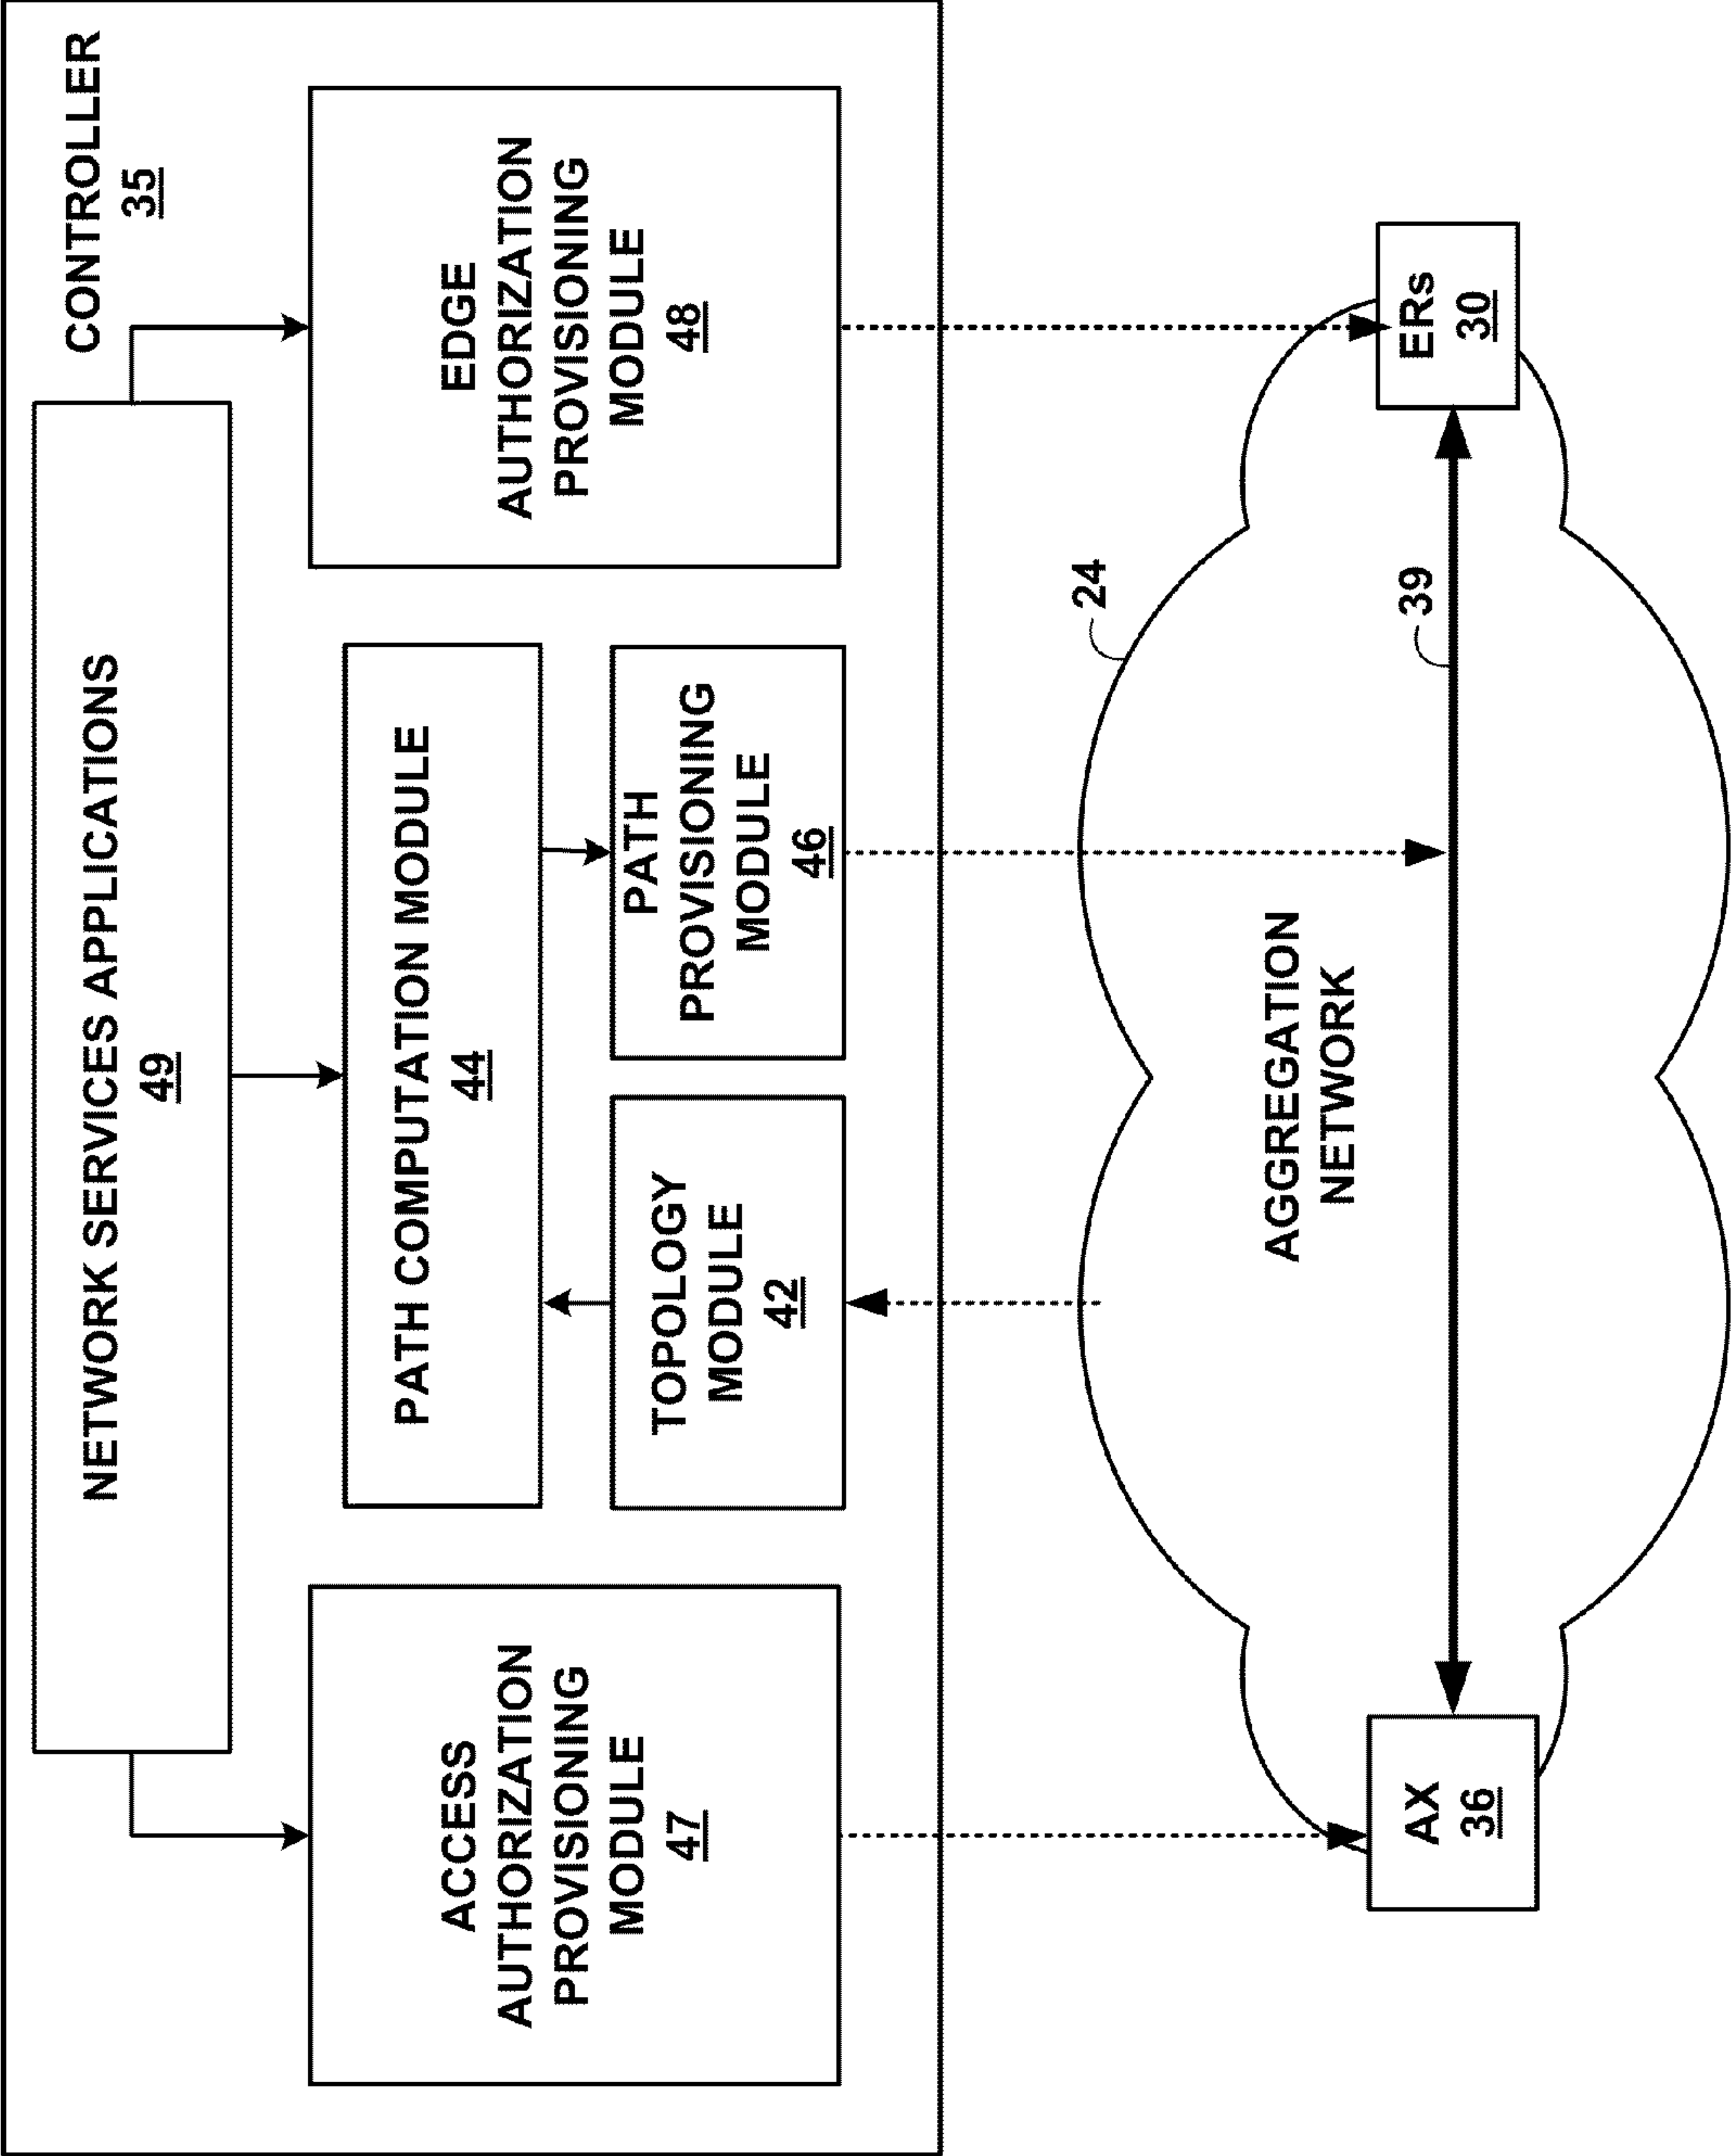 CONTROLLER
35
NETWORK SERVICES APPLICATIONS
49
ACCESS
AUTHORIZATION
PROVISIONING
MODULE
47
PATH COMPUTATION MODULE
44
TOPOLOGY
MODULE
42
PATH
PROVISIONING
MODULE
46
EDGE
AUTHORIZATION
PROVISIONING
MODULE
48
24
AGGREGATION
NETWORK
39
AX
36
ERs
30